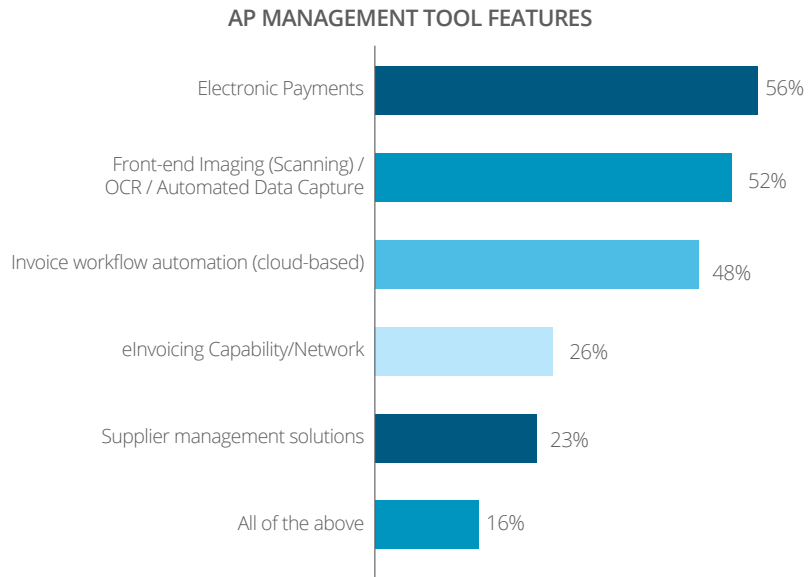 AP MANAGEMENT TOOL FEATURES
Electronic Payments
56%
Front-end Imaging (Scanning) /
OCR / Automated Data Capture
52%
Invoice workflow automation (cloud-based)
48%
eInvoicing Capability/Network
26%
Supplier management solutions
23%
All of the above
16%